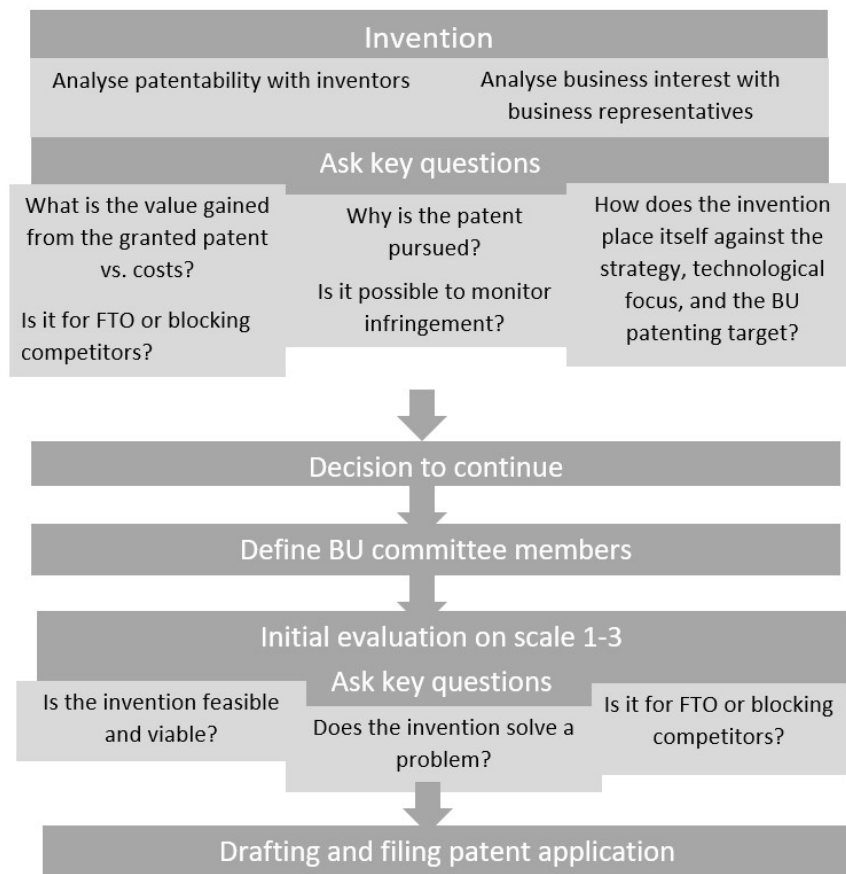 Invention
Analyse patentability with inventors
Analyse business interest with
business representatives
Ask key questions
What is the value gained
from the granted patent
vs. costs?
Is it for FTO or blocking
competitors?
Why is the patent
pursued?
Is it possible to monitor
infringement?
How does the invention
place itself against the
strategy, technological
focus, and the BU
patenting target?
Decision to continue
Define BU committee members
Initial evaluation on scale 1-3
Ask key questions
Is the invention feasible
and viable?
Does the invention solve a
problem?
Is it for FTO or blocking
competitors?
Drafting and filing patent application